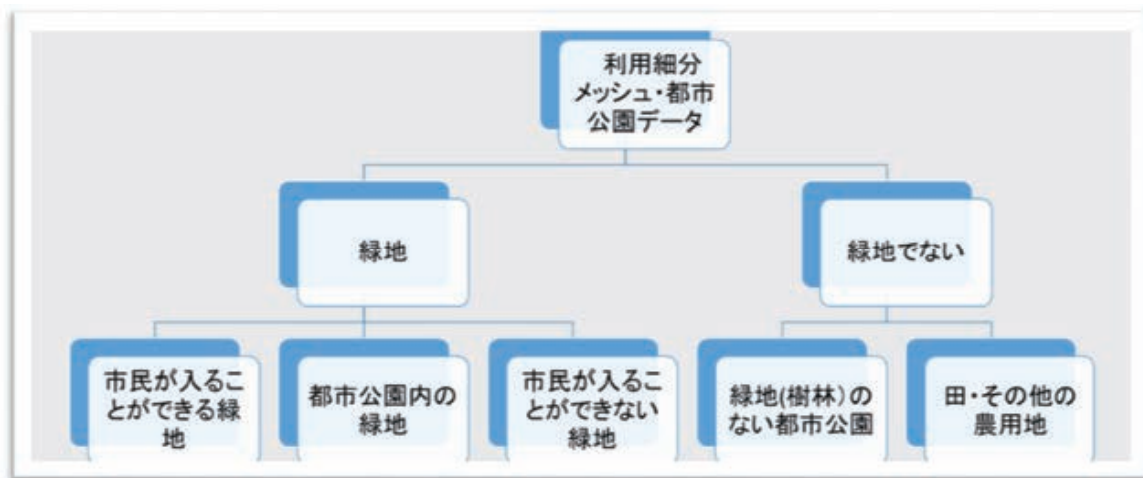 利用細分
メッシュ・都市
公園データ
緑地
緑地でない
市民が入るこ
とができる緑
地
都市公園内の
緑地
市民が入るこ
とができない
緑地
緑地(樹林)の
ない都市公園
田・その他の
農用地